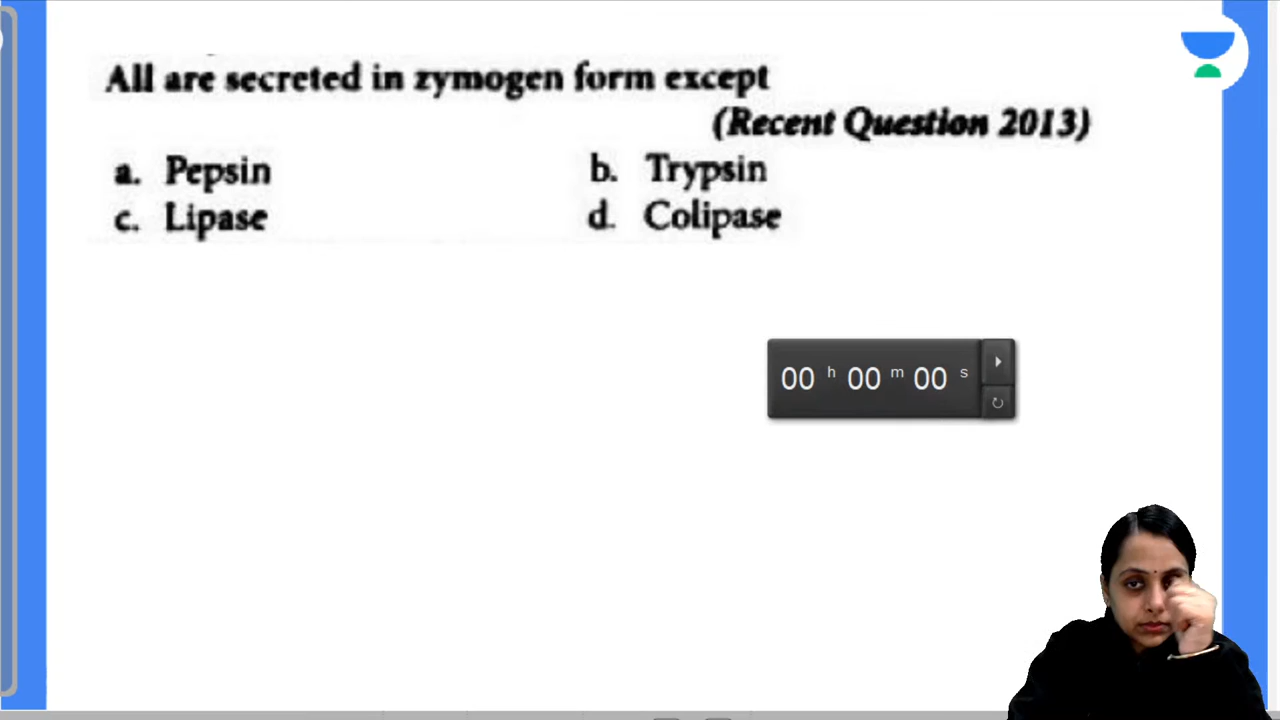 All are secreted in zymogen form except
(Recent Question 2013)
a. Pepsin b. Trypsin
c. Lipase d. Colipase
00 h 00 m 00 s